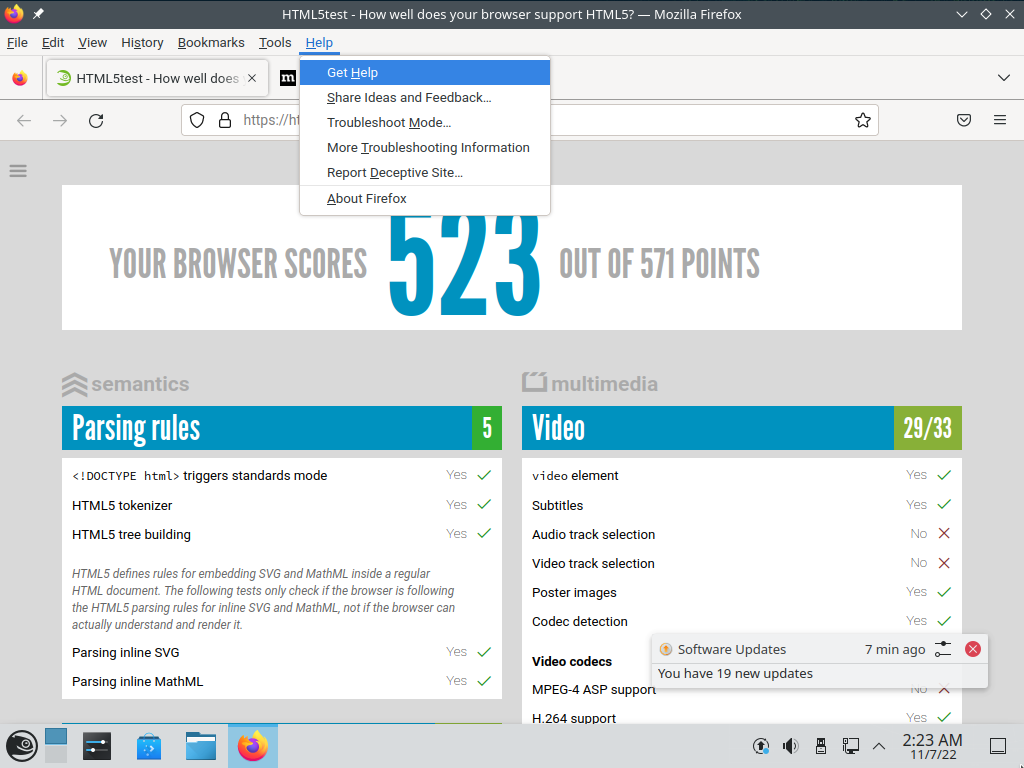 HTML5test - How well does your browser support HTML5? — Mozilla Firefox
File Edit View History Bookmarks Tools Help
HTML5test - How well does
m
Get Help
https://ht
Share Ideas and Feedback...
Troubleshoot Mode...
More Troubleshooting Information
Report Deceptive Site...
About Firefox
YOUR BROWSER SCORES 523 OUT OF 571 POINTS
semantics
Parsing rules 5
<!DOCTYPE html> triggers standards mode Yes
HTML5 tokenizer Yes
HTML5 tree building Yes
HTML5 defines rules for embedding SVG and MathML inside a regular
HTML document. The following tests only check if the browser is following
the HTML5 parsing rules for inline SVG and MathML, not if the browser can
actually understand and render it.
Parsing inline SVG Yes
Parsing inline MathML Yes
multimedia
Video 29/33
video element Yes
Subtitles Yes
Audio track selection No
Video track selection No
Poster images Yes
Codec detection Yes
Video codecs
MPEG-4 ASP support No
H.264 support Yes
Software Updates 7 min ago
You have 19 new updates
2:23 AM
11/7/22